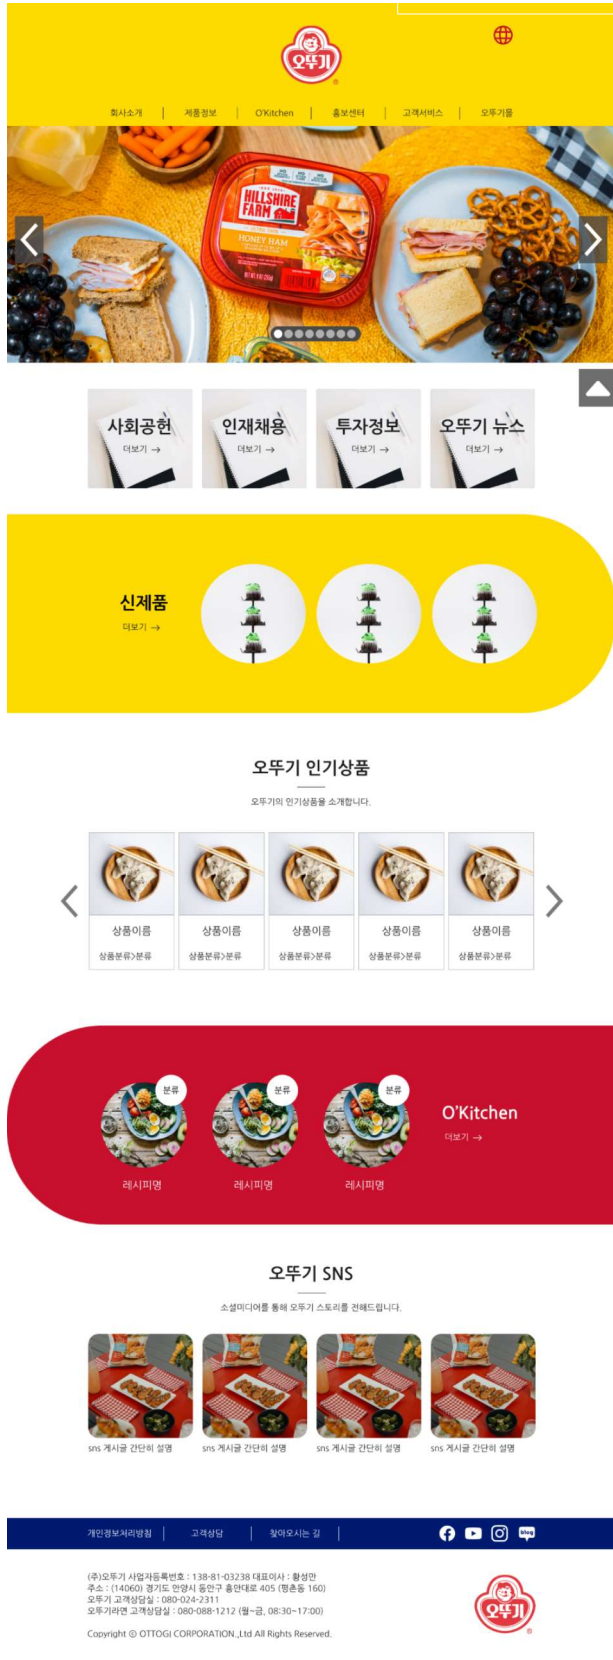 오뚜기
회사소개 제품정보 O'Kitchen 홍보센터 고객서비스 오뚜기몰
HILLSHIRE
FARM
HONEY HAM
사회공헌 인재채용 투자정보 오뚜기 뉴스
더보기 → 더보기 → 더보기 → 더보기 →
신제품
더보기 →
오뚜기 인기상품
오뚜기의 인기상품을 소개합니다.
상품이름 상품이름 상품이름 상품이름 상품이름
상품분류>분류 상품분류>분류 상품분류>분류 상품분류>분류 상품분류>분류
분류 분류 분류
O'Kitchen
더보기 →
레시피명 레시피명 레시피명
오뚜기 SNS
소셜미디어를 통해 오뚜기 스토리를 전해드립니다.
sns 게시글 간단히 설명 sns 게시글 간단히 설명 sns 게시글 간단히 설명 sns 게시글 간단히 설명
개인정보처리방침 고객상담 찾아오시는 길 blog
(주)오뚜기 사업자등록번호 : 138-81-03238 대표이사 : 황성만
주소 : (14060) 경기도 안양시 동안구 흥안대로 405 (평촌동 160)
오뚜기 고객상담실 : 080-024-2311
오뚜기라면 고객상담실 : 080-088-1212 (월~금, 08:30~17:00)
Copyright ⓒ OTTOGI CORPORATION.,Ltd All Rights Reserved.
오뚜기